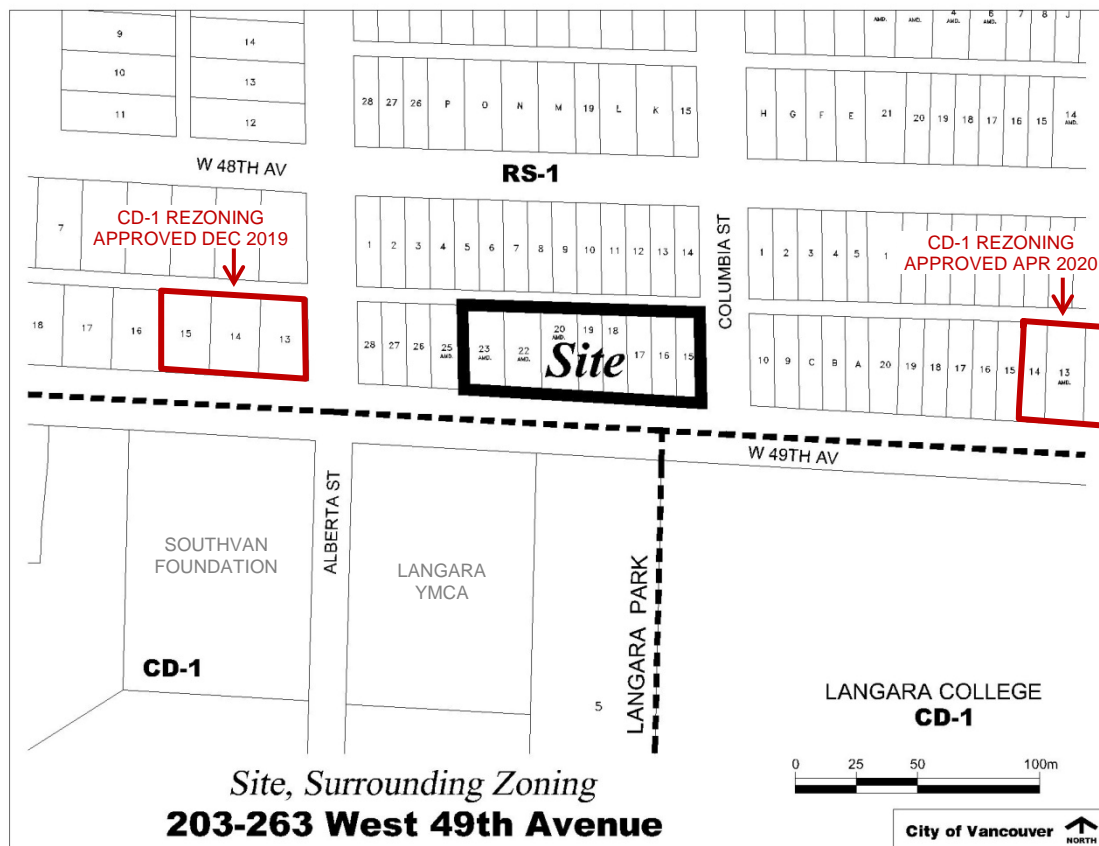 4 6 7 8 J
AMD. AMD. AMD. AMD.
9 14
10 13
11 12
28 27 26 P O N M 19 L K 15
H G F E 21 20 19 18 17 16 15 14
AMD.
W 48TH AV
RS-1
7
CD-1 REZONING
APPROVED DEC 2019
1 2 3 4 5 6 7 8 9 10 11 12 13 14
COLUMBIA ST
1 2 3 4 5 1
CD-1 REZONING
APPROVED APR 2020
18 17 16 15 14 13
28 27 26 25 23 22 20 19 18 17 16 15
AMD. AMD. AMD. AMD.
Site
10 9 C B A 20 19 18 17 16 15 14 13
AMD.
W 49TH AV
ALBERTA ST
SOUTHVAN
FOUNDATION
LANGARA
YMCA
LANGARA PARK
CD-1
5
LANGARA COLLEGE
CD-1
0 25 50 100m
Site, Surrounding Zoning
203-263 West 49th Avenue
City of Vancouver
NORTH